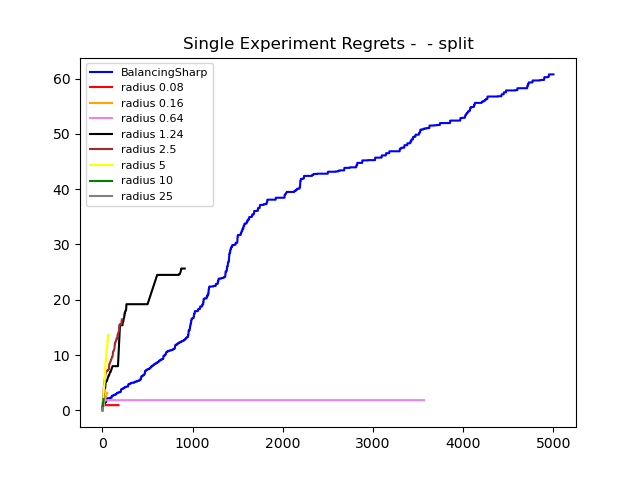 Single Experiment Regrets -  - split
BalancingSharp
radius 0.08
radius 0.16
radius 0.64
radius 1.24
radius 2.5
radius 5
radius 10
radius 25
60
50
40
30
20
10
0
0 1000 2000 3000 4000 5000